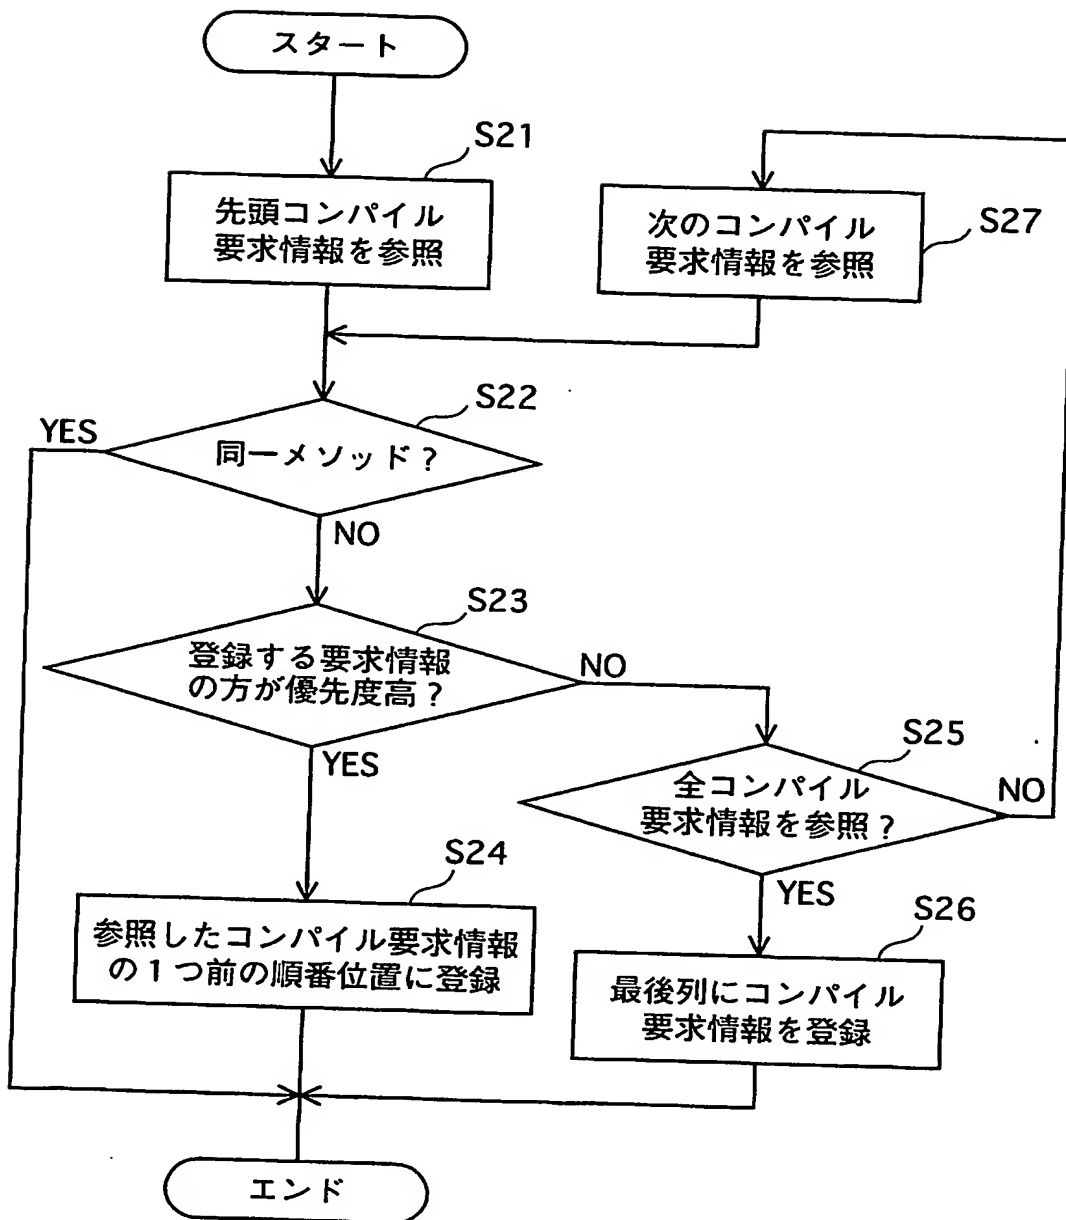 スタート
S21
先頭コンパイル
要求情報を参照
次のコンパイル
要求情報を参照
S27
S22
YES
同一メソッド?
NO
S23
登録する要求情報
の方が優先度高?
NO
YES
S25
全コンパイル
要求情報を参照?
NO
YES
S24
参照したコンパイル要求情報
の1つ前の順番位置に登録
S26
最後列にコンパイル
要求情報を登録
エンド